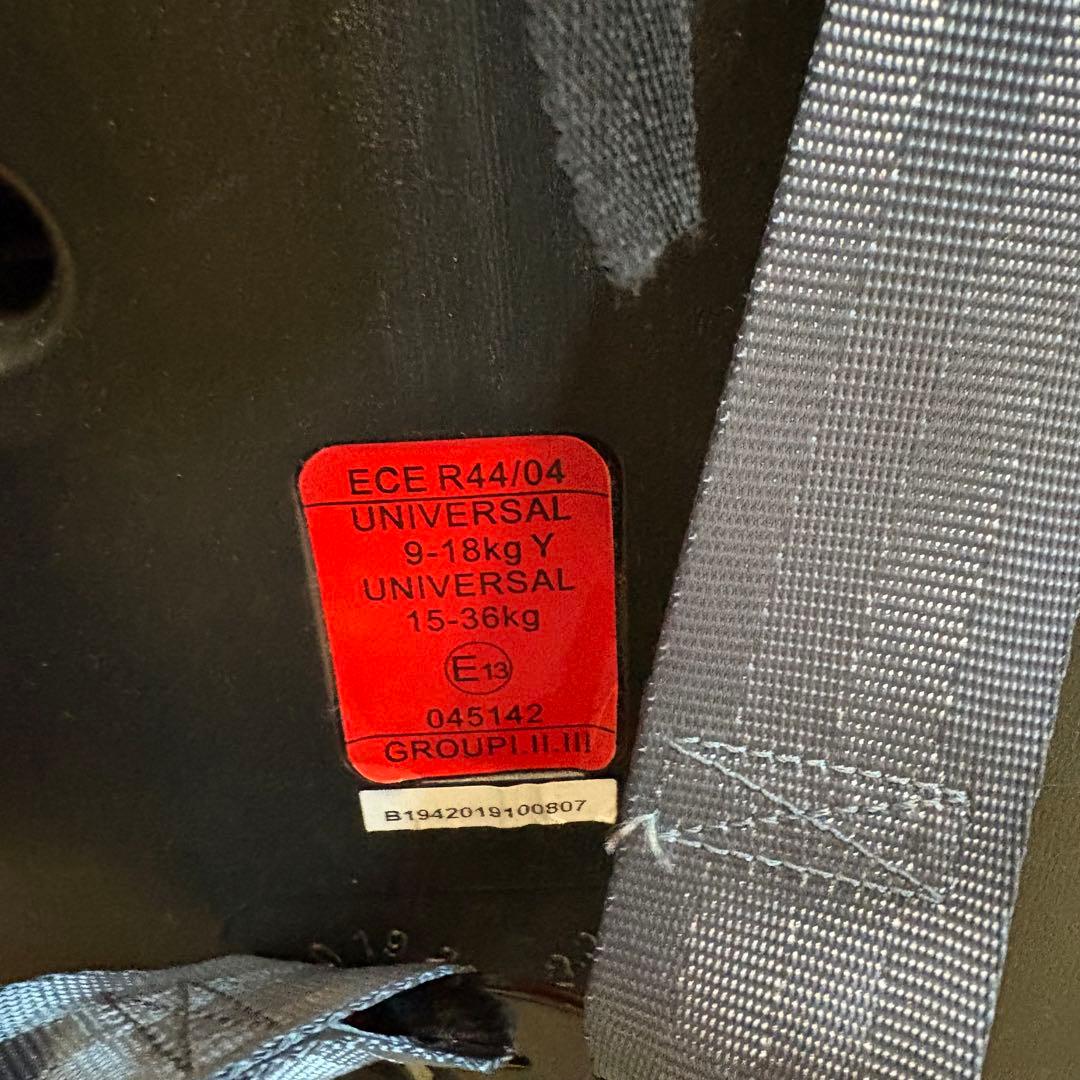 ECE R44/04
UNIVERSAL
9-18kg Y
UNIVERSAL
15-36kg
E13
045142
GROUPI.II.III
B1942019100807